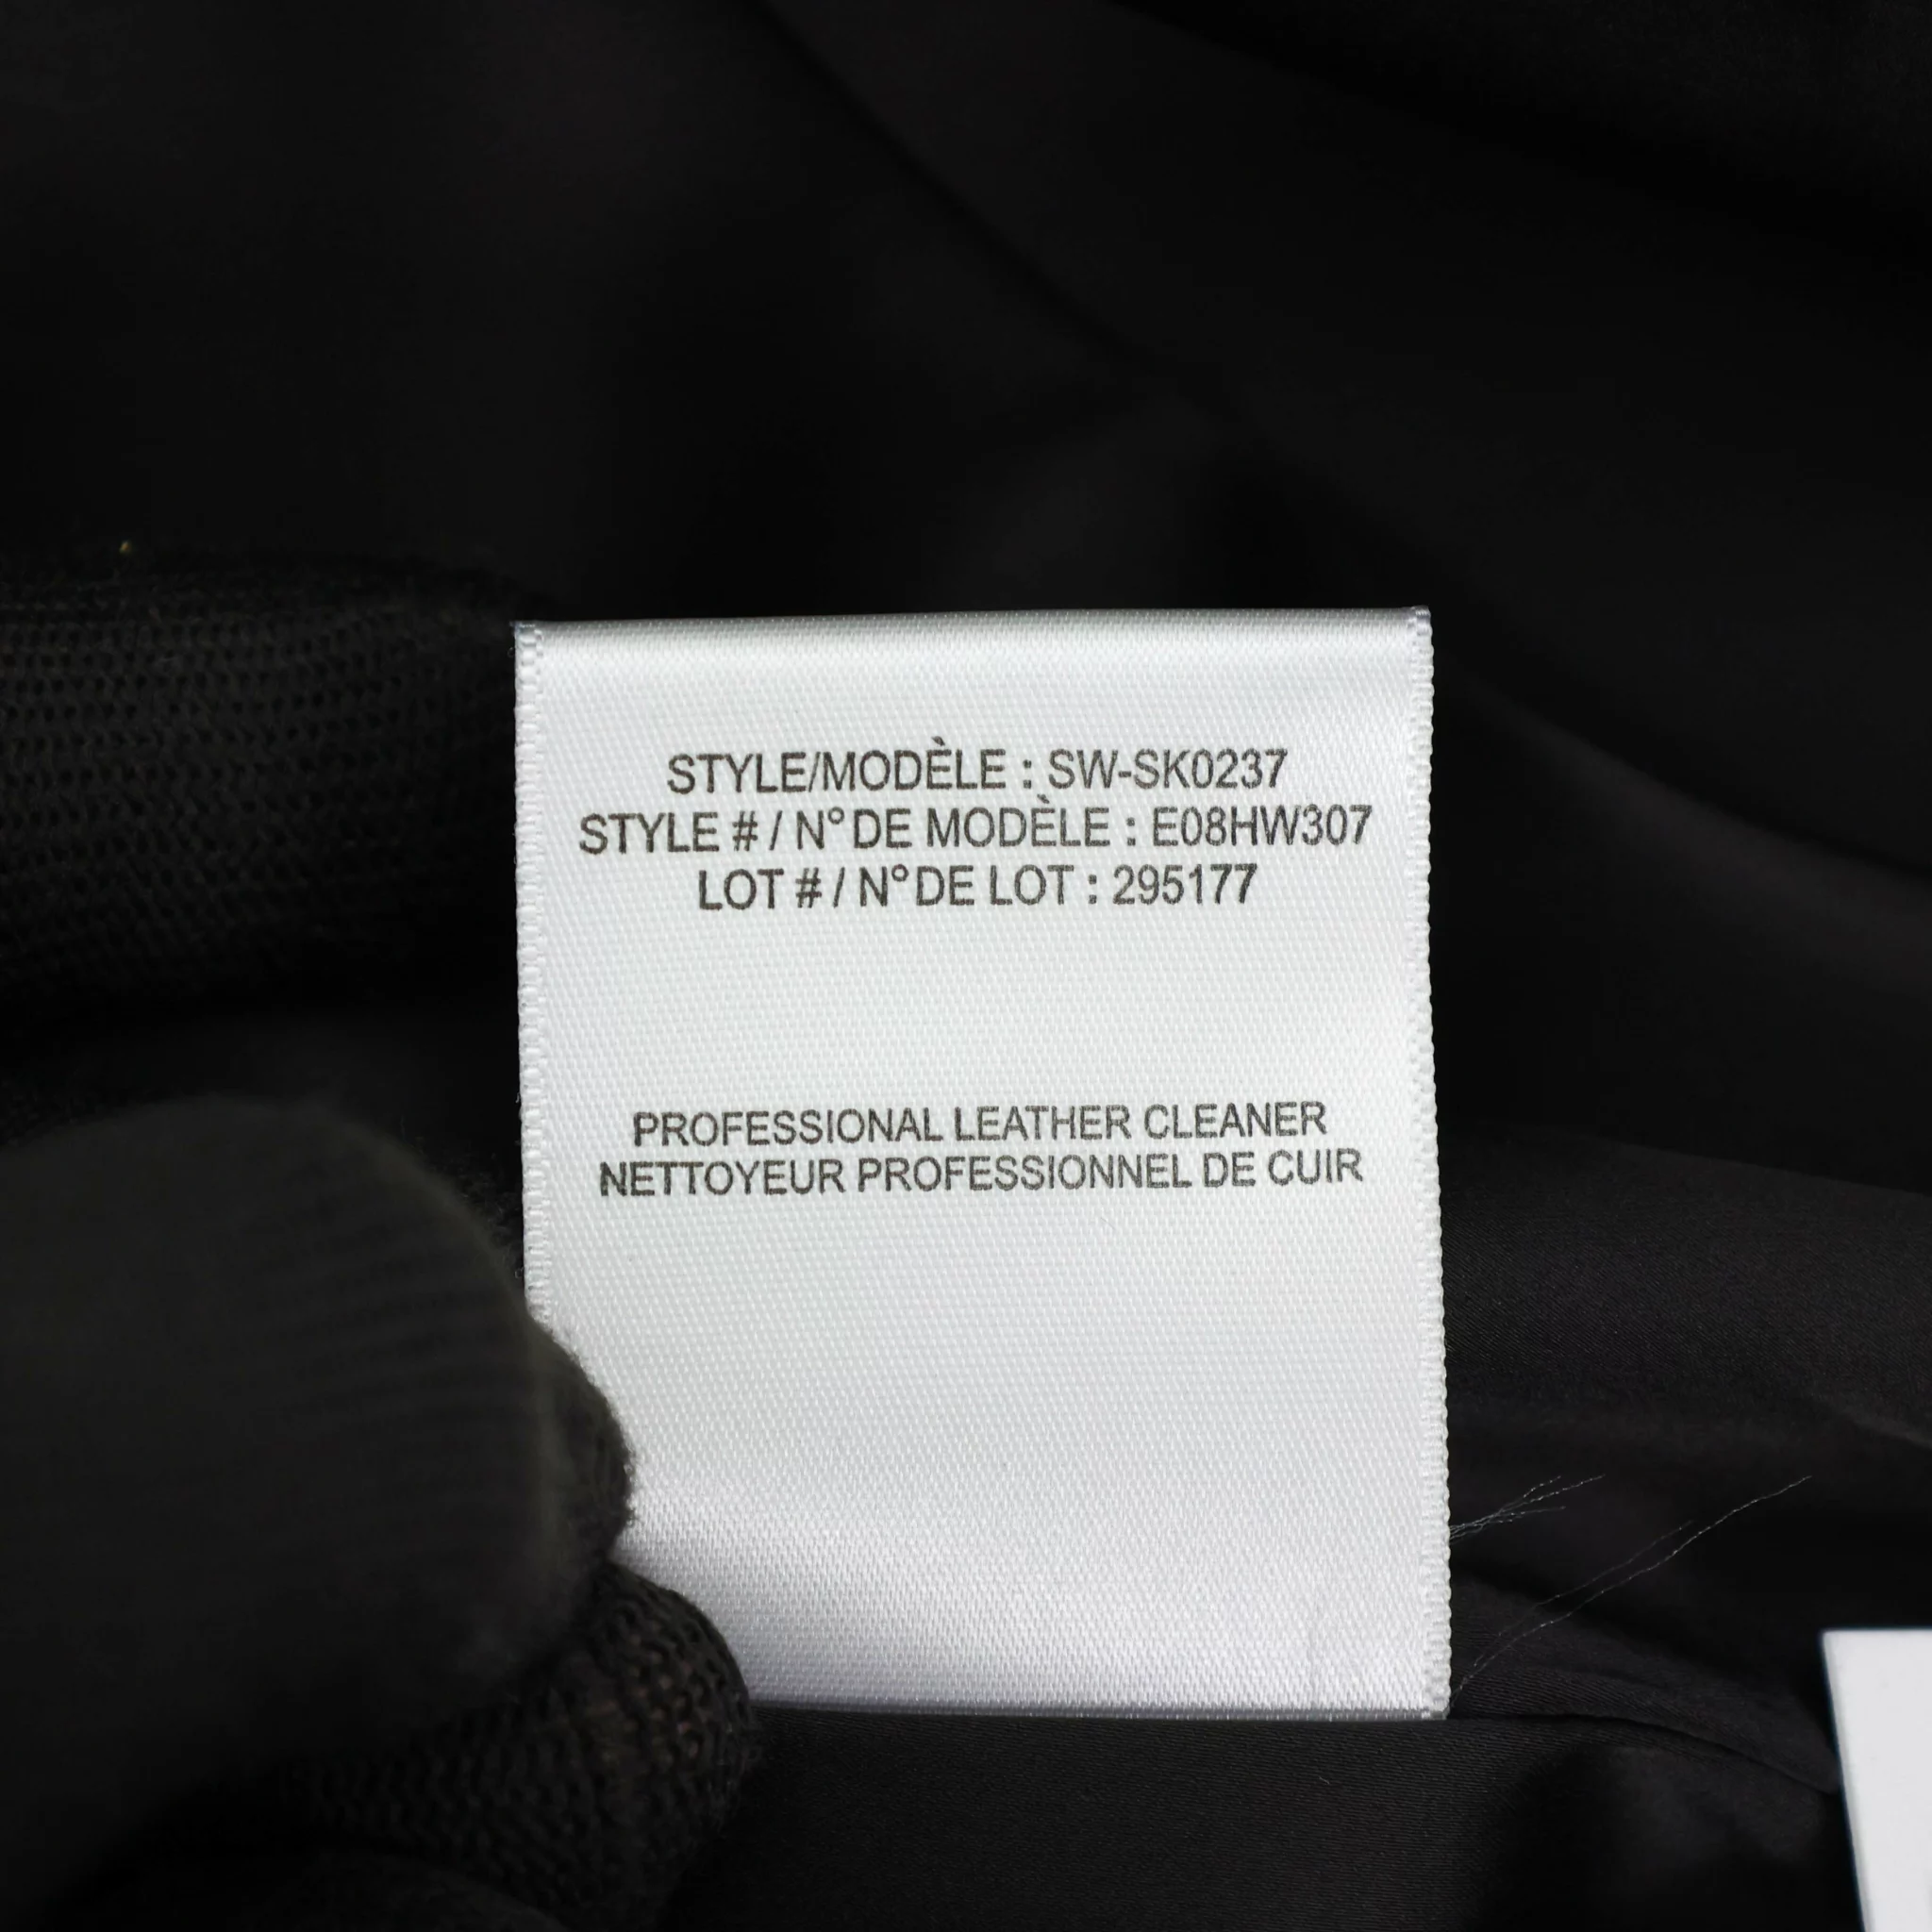 STYLE/MODÈLE : SW-SK0237
STYLE # / N° DE MODÈLE : E08HW307
LOT # / N° DE LOT : 295177
PROFESSIONAL LEATHER CLEANER
NETTOYEUR PROFESSIONNEL DE CUIR